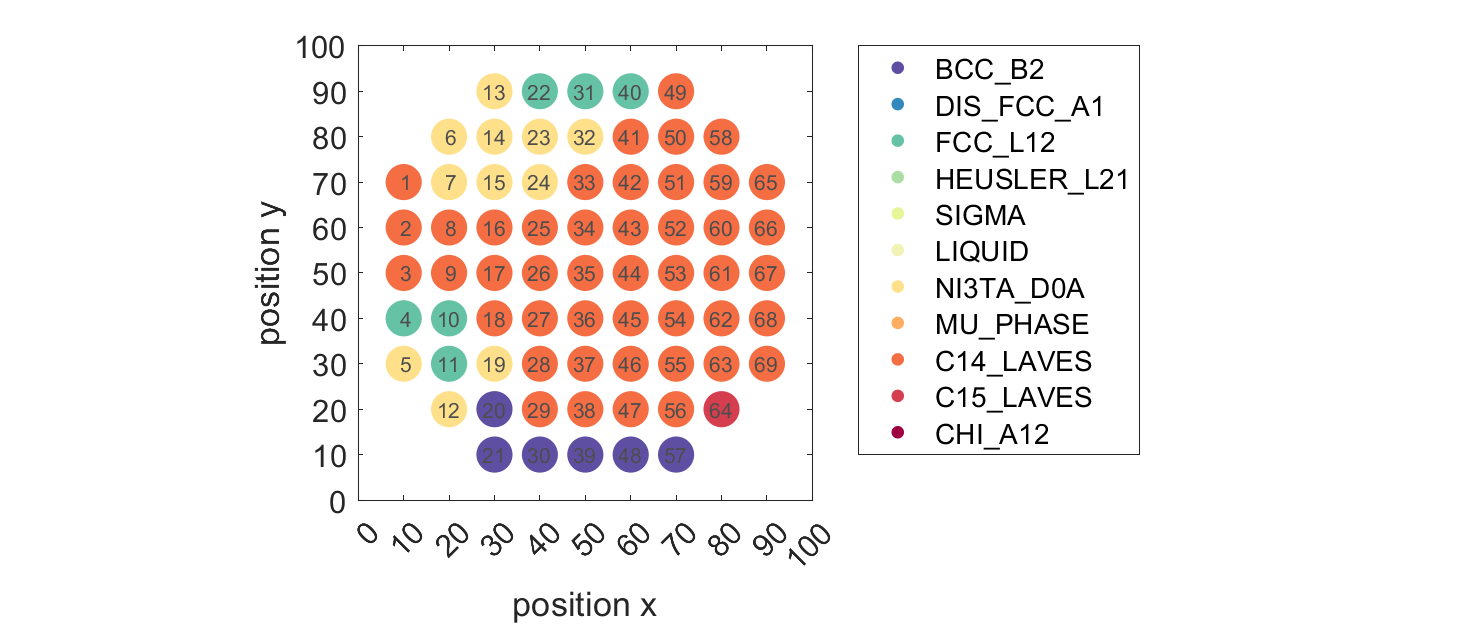 100
90
80
70
60
50
40
30
20
10
0
position y
13 22 31 40 49
6 14 23 32 41 50 58
1 7 15 24 33 42 51 59 65
2 8 16 25 34 43 52 60 66
3 9 17 26 35 44 53 61 67
4 10 18 27 36 45 54 62 68
5 11 19 28 37 46 55 63 69
12 20 29 38 47 56 64
21 30 39 48 57
0 10 20 30 40 50 60 70 80 90 100
position x
BCC_B2
DIS_FCC_A1
FCC_L12
HEUSLER_L21
SIGMA
LIQUID
NI3TA_D0A
MU_PHASE
C14_LAVES
C15_LAVES
CHI_A12